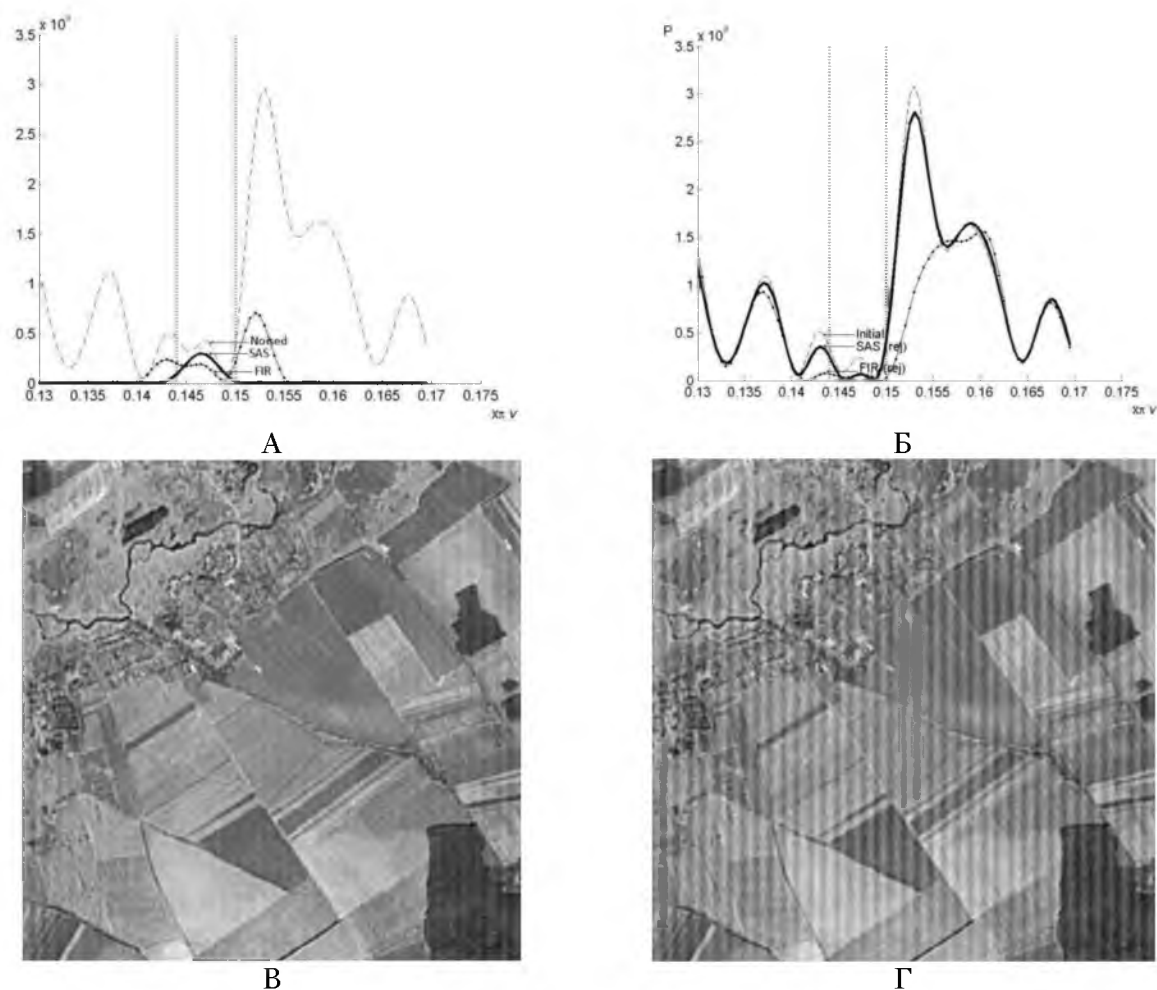 x 10⁹
3.5
3
2.5
2
1.5
1
0.5
0
Noised
SAS
FIR
0.13 0.135 0.14 0.145 0.15 0.155 0.16 0.165 0.17 0.175
xπ ν
А
P x 10⁹
3.5
3
2.5
2
1.5
1
0.5
0
Initial
SAS (rej)
FIR (rej)
0.13 0.135 0.14 0.145 0.15 0.155 0.16 0.165 0.17 0.175
xπ ν
Б
В
Г